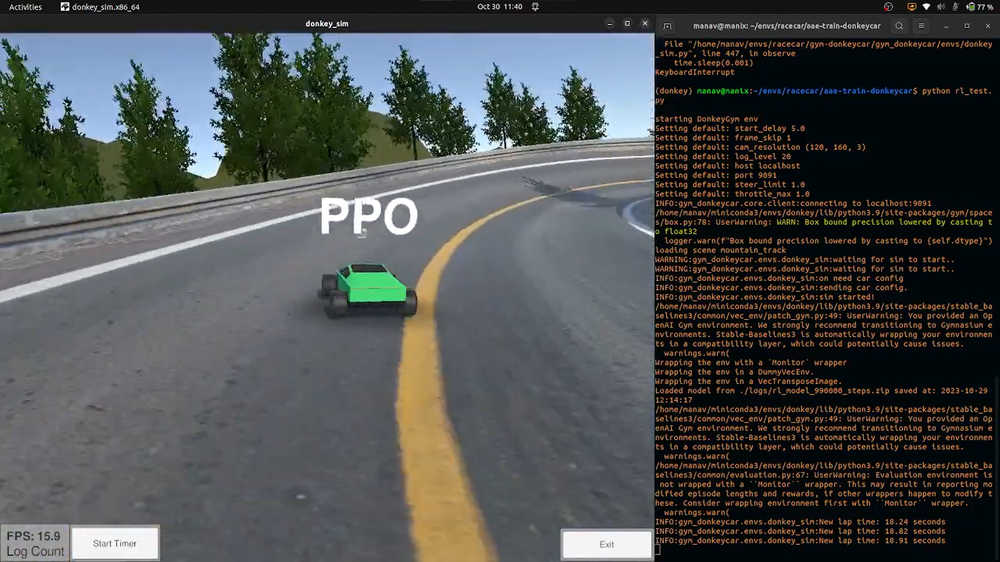 Activities
donkey_sim.x86_64
Oct 30 11:40
77 %
donkey_sim
PPO
FPS: 15.9
Log Count
Start Timer
Exit
manav@manix: ~/envs/racecar/aae-train-donkeycar
File "/home/manav/envs/racecar/gym-donkeycar/gym_donkeycar/envs/donkey
_sim.py", line 447, in observe
time.sleep(0.001)
KeyboardInterrupt
(donkey) manav@manix:~/envs/racecar/aae-train-donkeycar$ python rl_test.
py
starting DonkeyGym env
Setting default: start_delay 5.0
Setting default: frame_skip 1
Setting default: cam_resolution (120, 160, 3)
Setting default: log_level 20
Setting default: host localhost
Setting default: port 9091
Setting default: steer_limit 1.0
Setting default: throttle_max 1.0
INFO:gym_donkeycar.core.client:connecting to localhost:9091
/home/manav/miniconda3/envs/donkey/lib/python3.9/site-packages/gym/space
s/box.py:78: UserWarning: WARN: Box bound precision lowered by casting t
o float32
logger.warn(f"Box bound precision lowered by casting to {self.dtype}")
loading scene mountain_track
WARNING:gym_donkeycar.envs.donkey_sim:waiting for sim to start..
WARNING:gym_donkeycar.envs.donkey_sim:waiting for sim to start..
INFO:gym_donkeycar.envs.donkey_sim:on need car config
INFO:gym_donkeycar.envs.donkey_sim:sending car config.
INFO:gym_donkeycar.envs.donkey_sim:sim started!
/home/manav/miniconda3/envs/donkey/lib/python3.9/site-packages/stable_ba
selines3/common/vec_env/patch_gym.py:49: UserWarning: You provided an Op
enAI Gym environment. We strongly recommend transitioning to Gymnasium e
nvironments. Stable-Baselines3 is automatically wrapping your environmen
ts in a compatibility layer, which could potentially cause issues.
warnings.warn(
Wrapping the env with a `Monitor` wrapper
Wrapping the env in a DummyVecEnv.
Wrapping the env in a VecTransposeImage.
Loaded model from ./logs/rl_model_990000_steps.zip saved at: 2023-10-29
12:14:17
/home/manav/miniconda3/envs/donkey/lib/python3.9/site-packages/stable_ba
selines3/common/vec_env/patch_gym.py:49: UserWarning: You provided an Op
enAI Gym environment. We strongly recommend transitioning to Gymnasium e
nvironments. Stable-Baselines3 is automatically wrapping your environmen
ts in a compatibility layer, which could potentially cause issues.
warnings.warn(
/home/manav/miniconda3/envs/donkey/lib/python3.9/site-packages/stable_ba
selines3/common/evaluation.py:67: UserWarning: Evaluation environment is
not wrapped with a ``Monitor`` wrapper. This may result in reporting mo
dified episode lengths and rewards, if other wrappers happen to modify t
hese. Consider wrapping environment first with ``Monitor`` wrapper.
warnings.warn(
INFO:gym_donkeycar.envs.donkey_sim:New lap time: 18.24 seconds
INFO:gym_donkeycar.envs.donkey_sim:New lap time: 18.82 seconds
INFO:gym_donkeycar.envs.donkey_sim:New lap time: 18.91 seconds